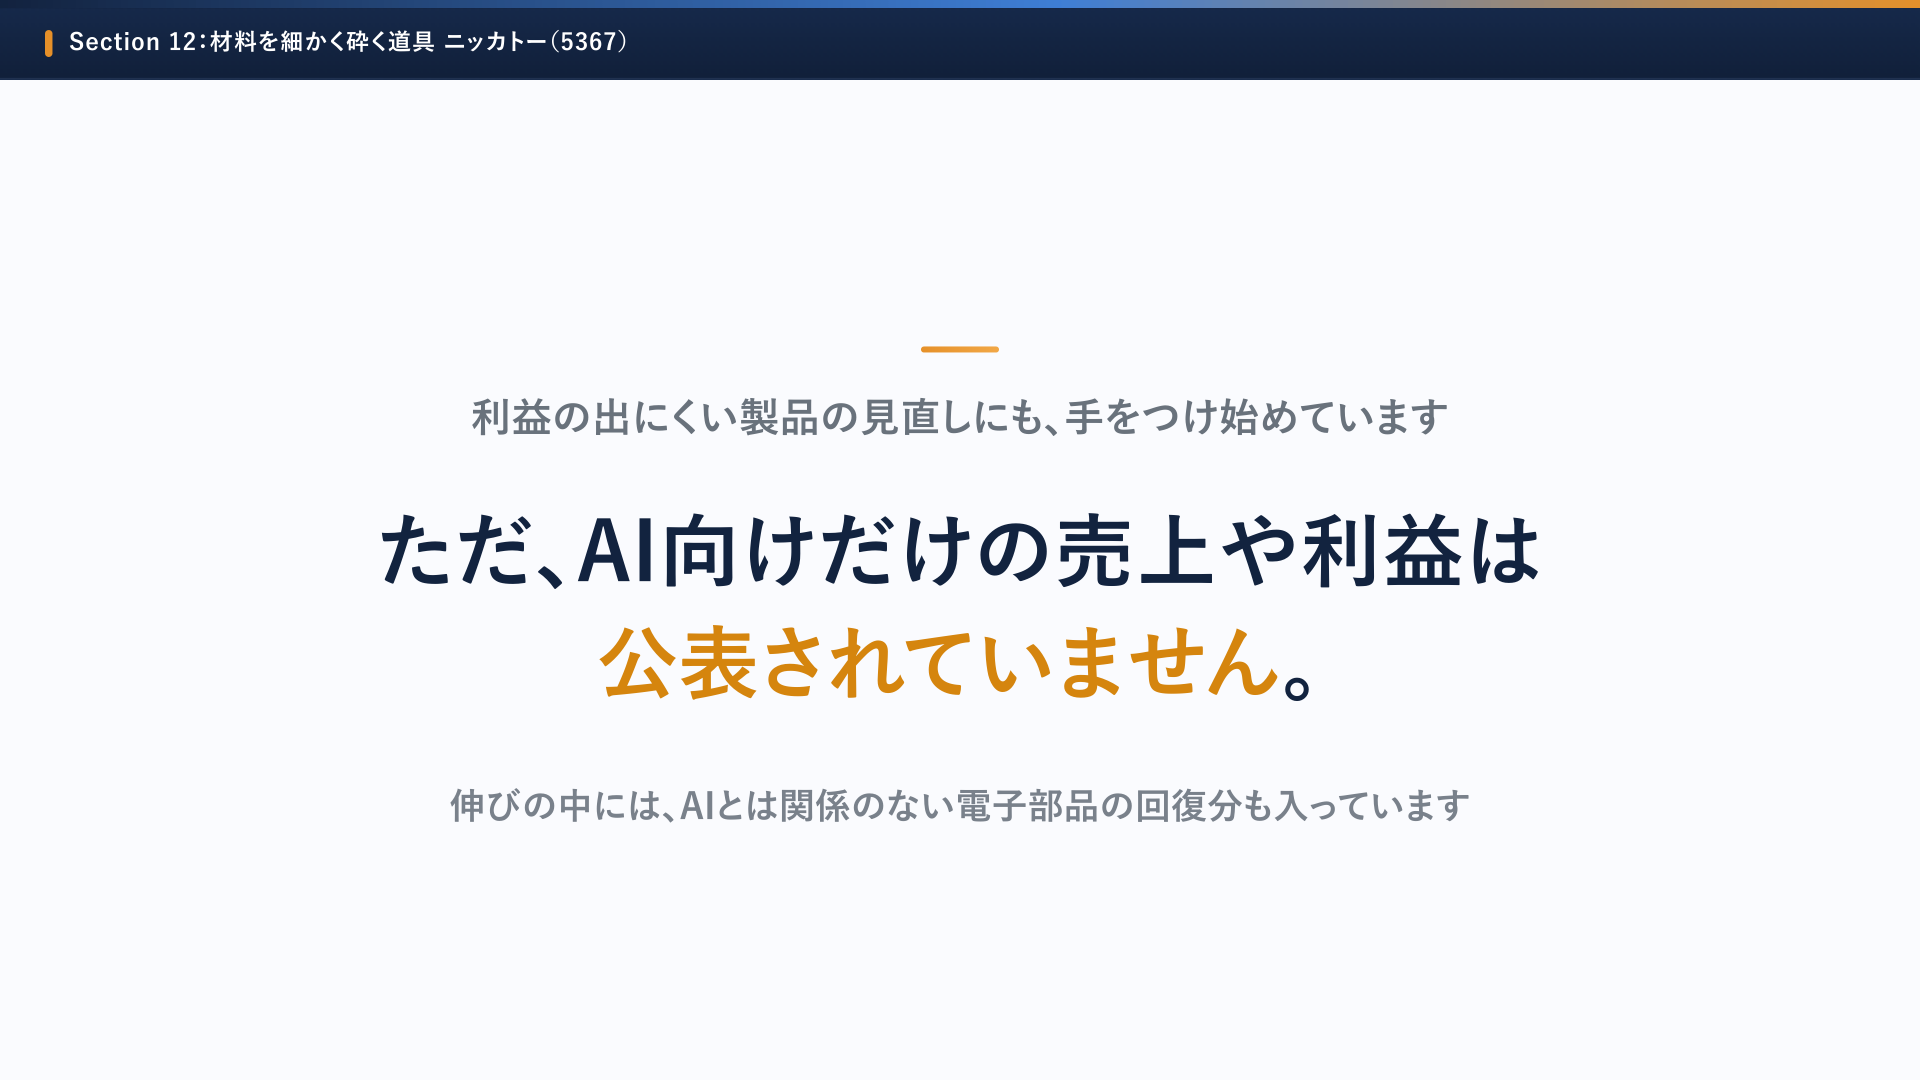 Section 12：材料を細かく砕く道具 ニッカトー（5367）
利益の出にくい製品の見直しにも、手をつけ始めています
ただ、AI向けだけの売上や利益は
公表されていません。
伸びの中には、AIとは関係のない電子部品の回復分も入っています